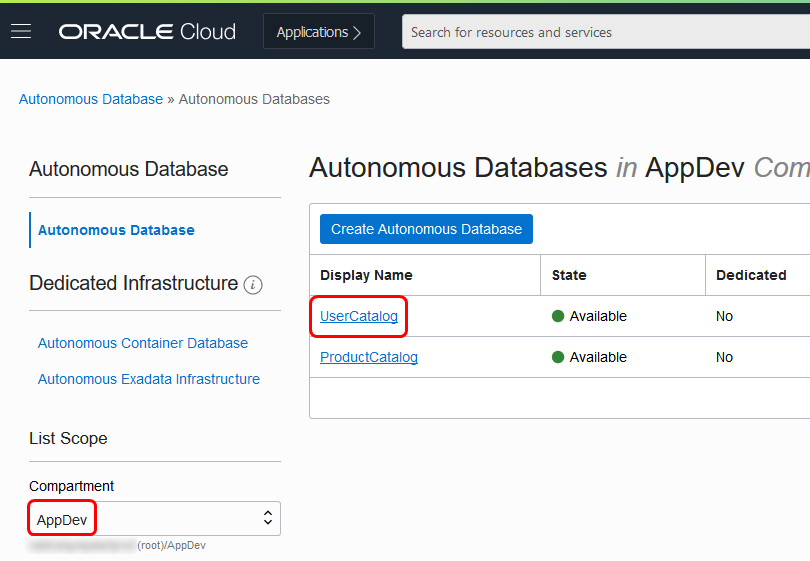 ORACLE Cloud
Applications
Search for resources and services
Autonomous Database » Autonomous Databases
Autonomous Database
Autonomous Database
Dedicated Infrastructure i
Autonomous Container Database
Autonomous Exadata Infrastructure
List Scope
Compartment
AppDev
(root)/AppDev
Autonomous Databases in AppDev Com
Create Autonomous Database
Display Name State Dedicated
UserCatalog Available No
ProductCatalog Available No